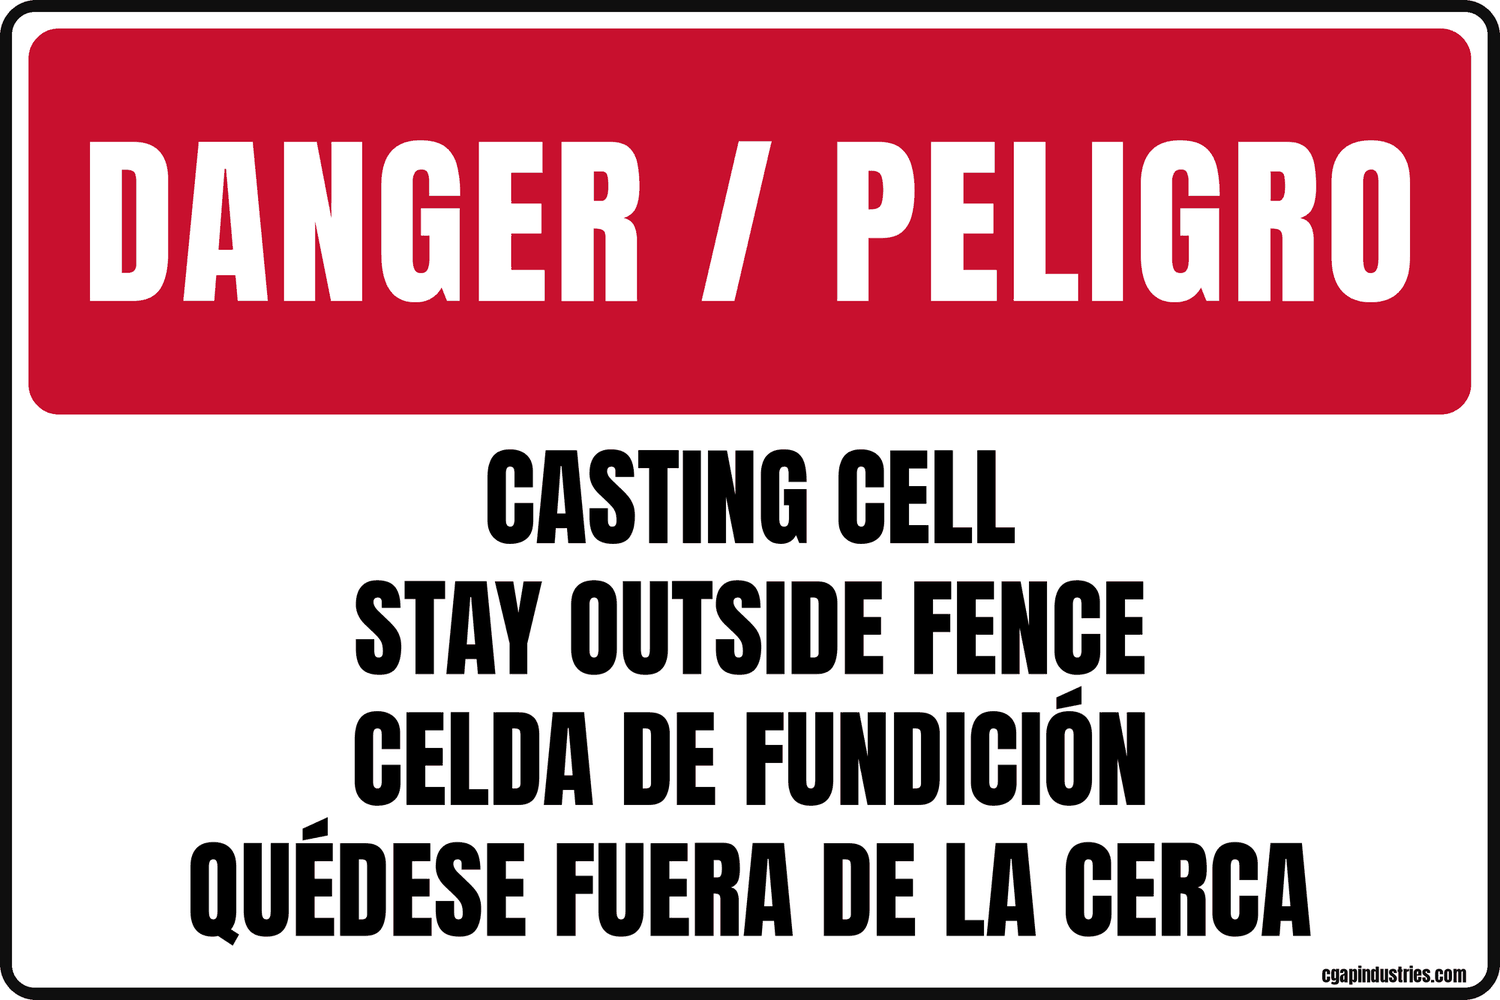 DANGER / PELIGRO
CASTING CELL
STAY OUTSIDE FENCE
CELDA DE FUNDICIÓN
QUÉDESE FUERA DE LA CERCA
cgapindustries.com